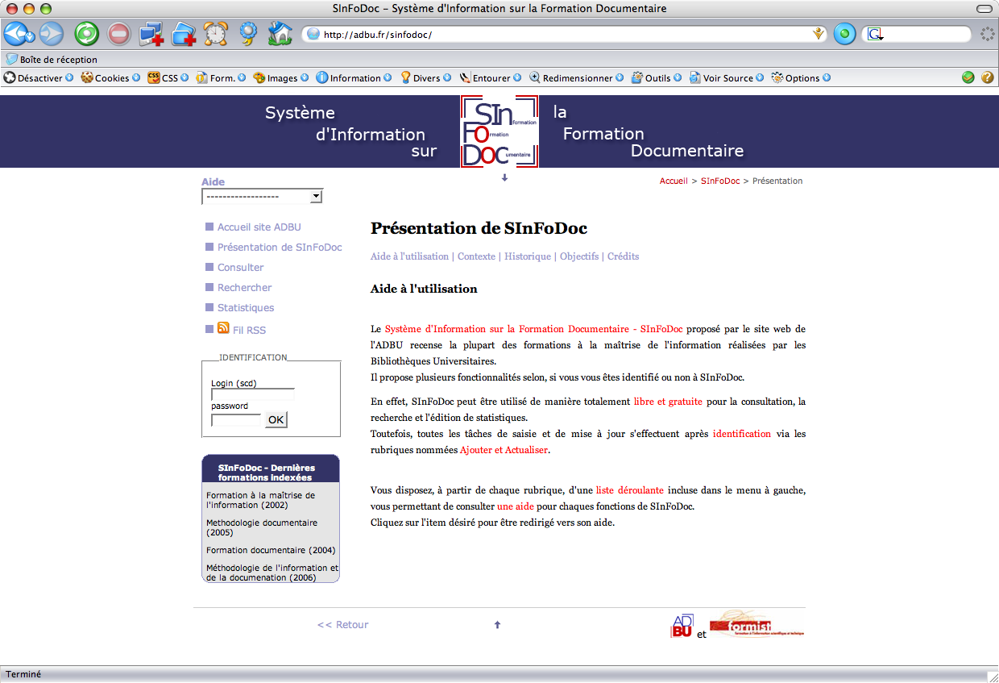 SInFoDoc – Système d'Information sur la Formation Documentaire
http://adbu.fr/sinfodoc/
G
Boîte de réception
Désactiver Cookies CSS Form. Images Information Divers Entourer Redimensionner Outils Voir Source Options
Système
d'Information
sur
SIn formation
FO rmation
DOC umentaire
la
Formation
Documentaire
Aide
------------------
Accueil > SInFoDoc > Présentation
Accueil site ADBU
Présentation de SInFoDoc
Consulter
Rechercher
Statistiques
Fil RSS
IDENTIFICATION
Login (scd)
password
OK
SInFoDoc - Dernières
formations indexées
Formation à la maîtrise de
l'information (2002)
Methodologie documentaire
(2005)
Formation documentaire (2004)
Méthodologie de l'information et
de la documenation (2006)
Présentation de SInFoDoc
Aide à l'utilisation | Contexte | Historique | Objectifs | Crédits
Aide à l'utilisation
Le Système d'Information sur la Formation Documentaire - SInFoDoc proposé par le site web de
l'ADBU recense la plupart des formations à la maîtrise de l'information réalisées par les
Bibliothèques Universitaires.
Il propose plusieurs fonctionnalités selon, si vous vous êtes identifié ou non à SInFoDoc.
En effet, SInFoDoc peut être utilisé de manière totalement libre et gratuite pour la consultation, la
recherche et l'édition de statistiques.
Toutefois, toutes les tâches de saisie et de mise à jour s'effectuent après identification via les
rubriques nommées Ajouter et Actualiser.
Vous disposez, à partir de chaque rubrique, d'une liste déroulante incluse dans le menu à gauche,
vous permettant de consulter une aide pour chaques fonctions de SInFoDoc.
Cliquez sur l'item désiré pour être redirigé vers son aide.
<< Retour
AD
BU
et
formist
formation à l'information scientifique et technique
Terminé